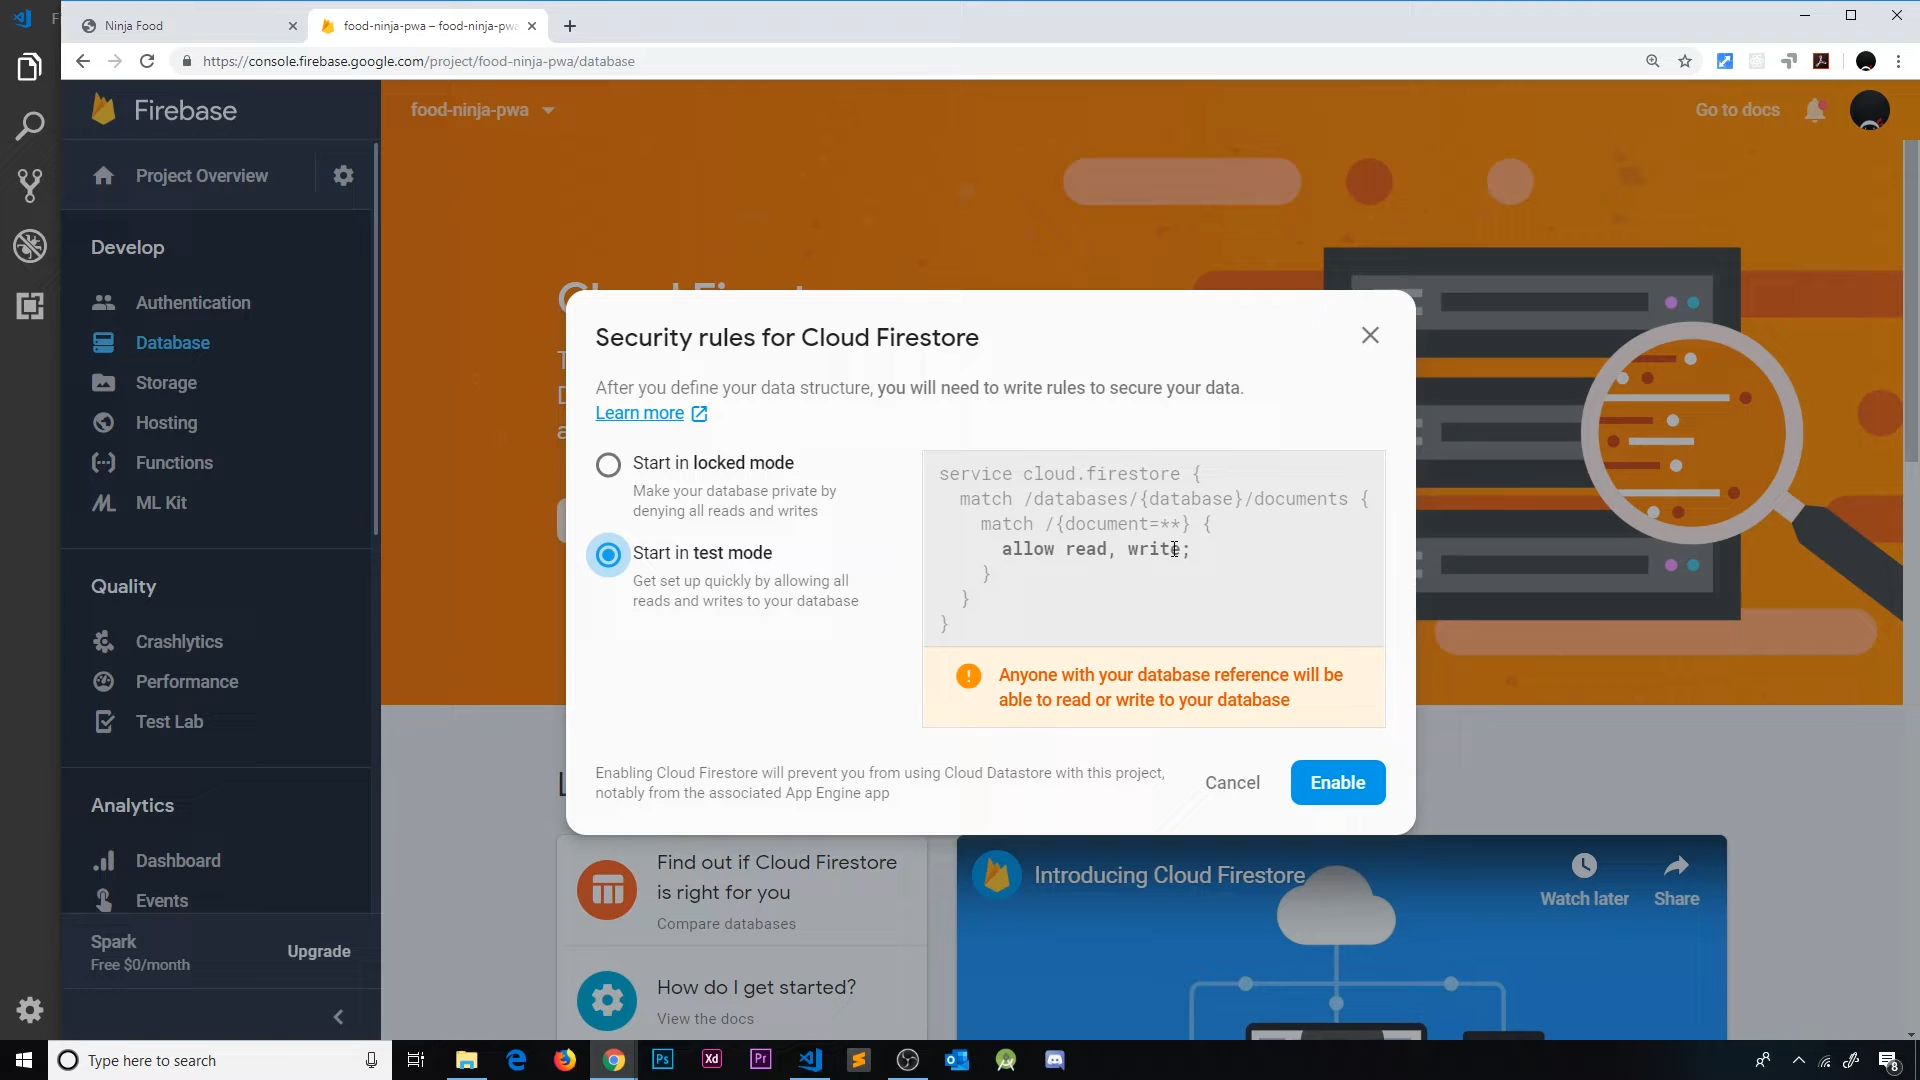 Ninja Food
food-ninja-pwa – food-ninja-pwa
https://console.firebase.google.com/project/food-ninja-pwa/database
Firebase
food-ninja-pwa
Go to docs
Project Overview
Develop
Authentication
Database
Storage
Hosting
Functions
ML Kit
Quality
Crashlytics
Performance
Test Lab
Analytics
Dashboard
Events
Spark
Free $0/month
Upgrade
Security rules for Cloud Firestore
After you define your data structure, you will need to write rules to secure your data.
Learn more
Start in locked mode
Make your database private by
denying all reads and writes
Start in test mode
Get set up quickly by allowing all
reads and writes to your database
service cloud.firestore {
match /databases/{database}/documents {
match /{document=**} {
allow read, write;
}
}
}
Anyone with your database reference will be
able to read or write to your database
Enabling Cloud Firestore will prevent you from using Cloud Datastore with this project,
notably from the associated App Engine app
Cancel
Enable
Find out if Cloud Firestore
is right for you
Compare databases
How do I get started?
View the docs
Introducing Cloud Firestore
Watch later
Share
Type here to search
Ps
Xd
Pr
8